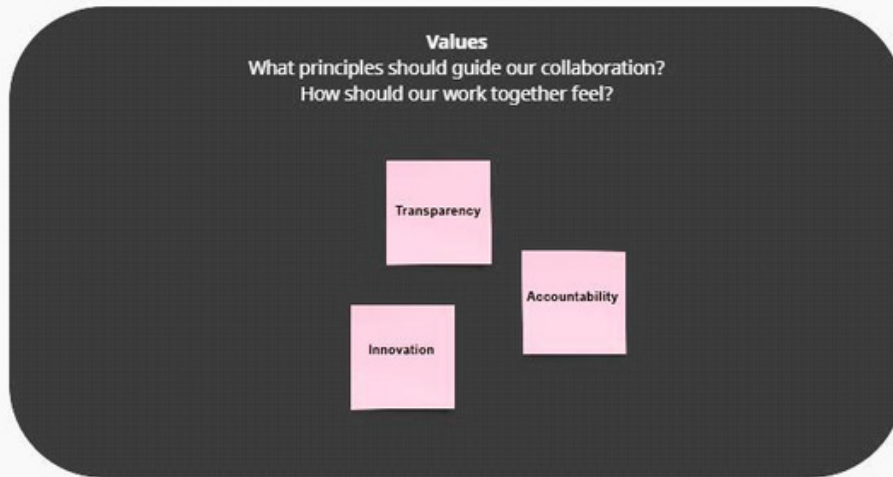 Values
What principles should guide our collaboration?
How should our work together feel?
Transparency
Accountability
Innovation